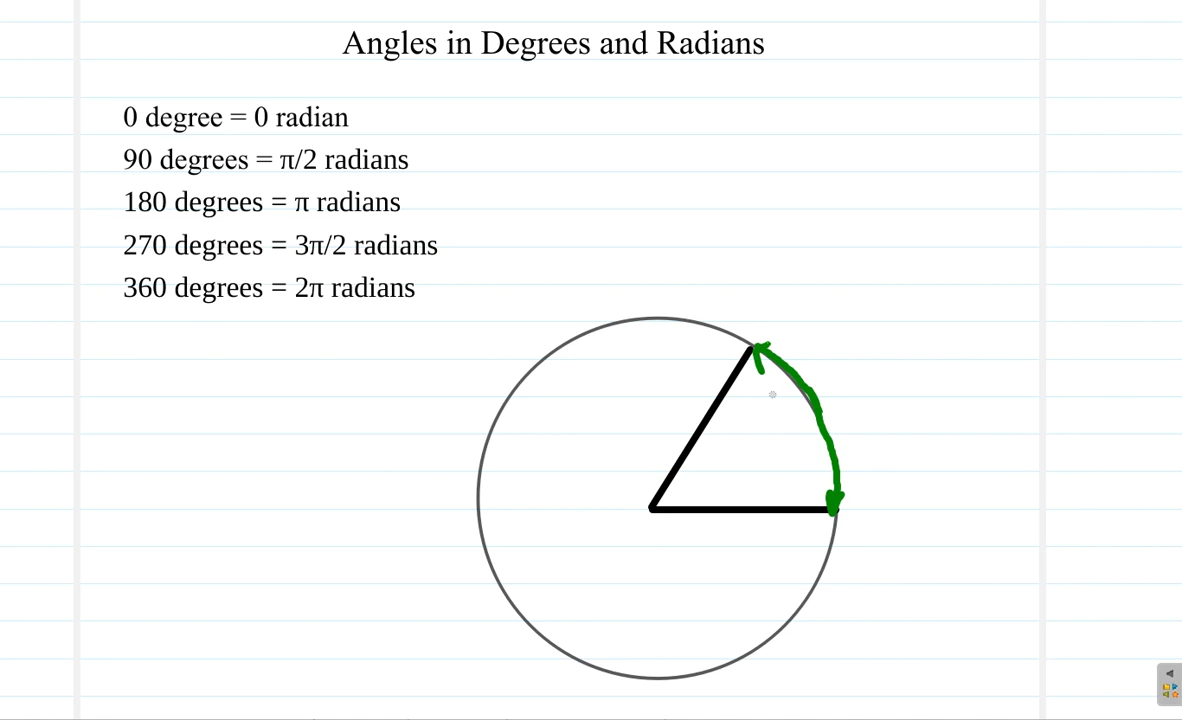 Angles in Degrees and Radians
0 degree = 0 radian
90 degrees = π/2 radians
180 degrees = π radians
270 degrees = 3π/2 radians
360 degrees = 2π radians